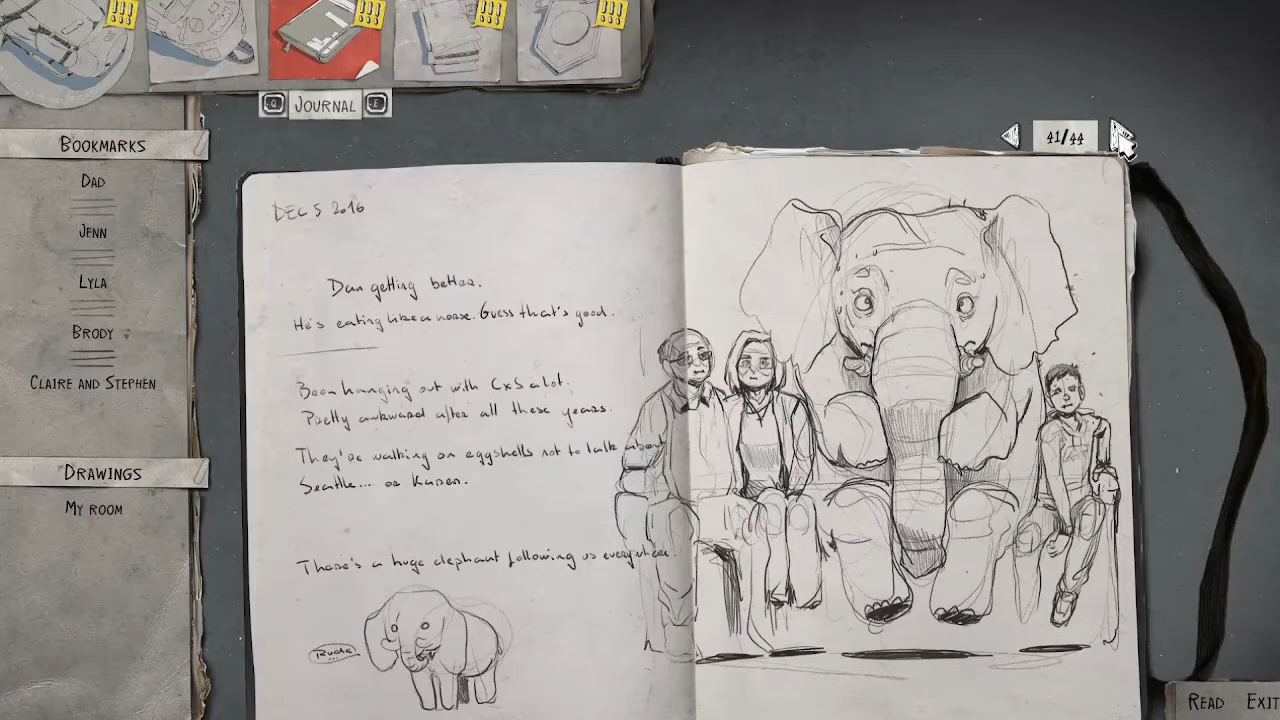 !!!
!!!
!!!
!!!
Q
JOURNAL
E
BOOKMARKS
DAD
JENN
LYLA
BRODY
CLAIRE AND STEPHEN
DRAWINGS
MY ROOM
41/44
DEC 5 2016
Dan getting better.
He's eating like a horse. Guess that's good.
Been hanging out with C&S a lot.
Pretty awkward after all these years.
They're walking on eggshells not to talk about
Seattle... or Karen.
There's a huge elephant following us everywhere.
Rude...
READ
EXIT